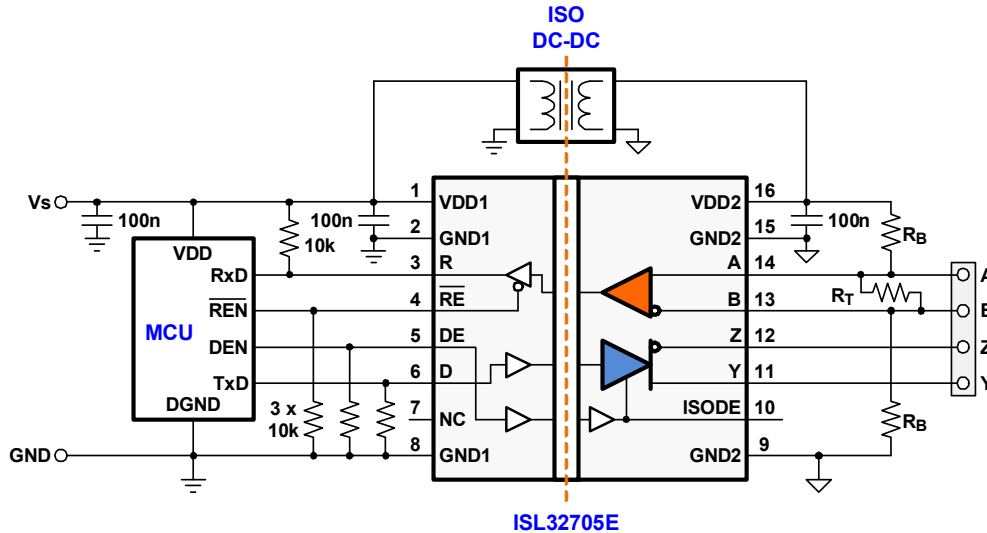 ISO
DC-DC
Vs
100n
VDD
10k
100n
1
VDD1
VDD2
16
100n
2
GND1
GND2
15
RB
RxD
3
R
A
14
A
RT
REN
4
RE
B
13
MCU
DEN
5
DE
Z
12
Z
TxD
6
D
Y
11
Y
DGND
3 x
10k
7
NC
ISODE
10
RB
GND
8
GND1
GND2
9
ISL32705E